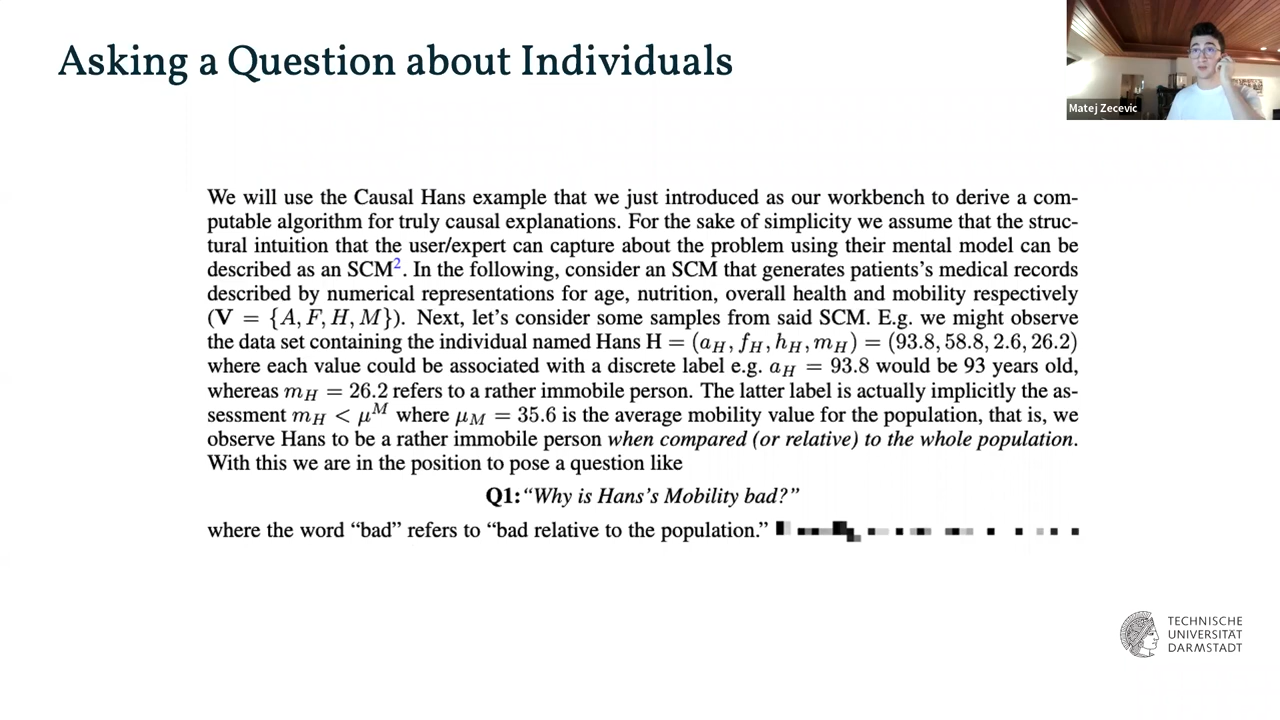 Asking a Question about Individuals
Matej Zecevic
We will use the Causal Hans example that we just introduced as our workbench to derive a com-
putable algorithm for truly causal explanations. For the sake of simplicity we assume that the struc-
tural intuition that the user/expert can capture about the problem using their mental model can be
described as an SCM². In the following, consider an SCM that generates patients's medical records
described by numerical representations for age, nutrition, overall health and mobility respectively
(V = {A, F, H, M}). Next, let's consider some samples from said SCM. E.g. we might observe
the data set containing the individual named Hans H = (a_H, f_H, h_H, m_H) = (93.8, 58.8, 2.6, 26.2)
where each value could be associated with a discrete label e.g. a_H = 93.8 would be 93 years old,
whereas m_H = 26.2 refers to a rather immobile person. The latter label is actually implicitly the as-
sessment m_H < μ^M where μ_M = 35.6 is the average mobility value for the population, that is, we
observe Hans to be a rather immobile person when compared (or relative) to the whole population.
With this we are in the position to pose a question like
Q1: "Why is Hans's Mobility bad?"
where the word "bad" refers to "bad relative to the population."
TECHNISCHE
UNIVERSITÄT
DARMSTADT